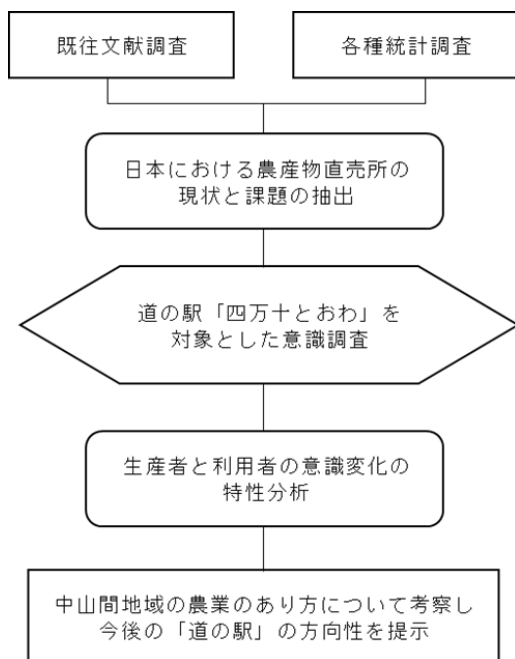 既往文献調査
各種統計調査
日本における農産物直売所の
現状と課題の抽出
道の駅「四万十とおわ」を
対象とした意識調査
生産者と利用者の意識変化の
特性分析
中山間地域の農業のあり方について考察し
今後の「道の駅」の方向性を提示